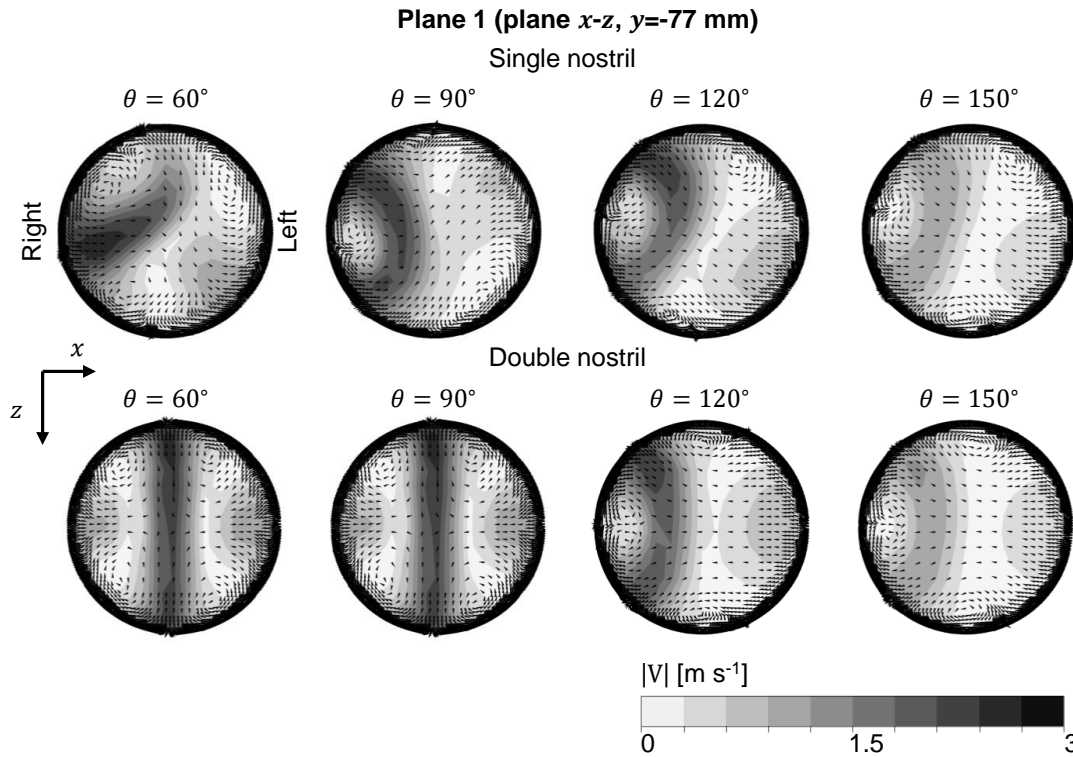 Plane 1 (plane x-z, y=-77 mm)
Single nostril
θ = 60° θ = 90° θ = 120° θ = 150°
Right Left
x
z
Double nostril
θ = 60° θ = 90° θ = 120° θ = 150°
|V| [m s-1]
0 1.5 3